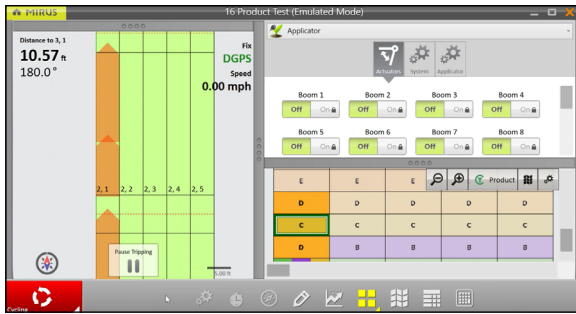 MIRUS
16 Product Test (Emulated Mode)
Distance to 3, 1
10.57 ft
180.0°
Fix
DGPS
Speed
0.00 mph
2, 1 2, 2 2, 3 2, 4 2, 5
Pause Tripping
5.00 ft
Applicator
Actuators System Applicator
Boom 1 Boom 2 Boom 3 Boom 4
Off On Off On Off On Off On
Boom 5 Boom 6 Boom 7 Boom 8
Off On Off On Off On Off On
E E E Product
D D D D D
C C C C C
D B B B B
Cycling